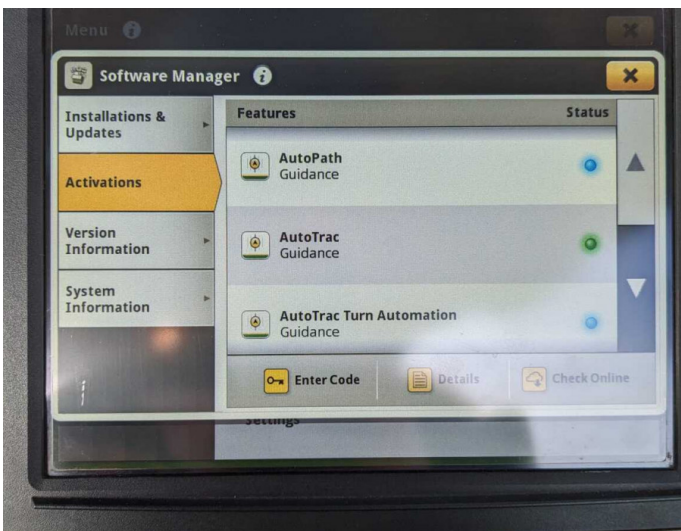 Menu
Software Manager
Installations &
Updates
Activations
Version
Information
System
Information
Features Status
AutoPath
Guidance
AutoTrac
Guidance
AutoTrac Turn Automation
Guidance
Enter Code
Details
Check Online
Settings